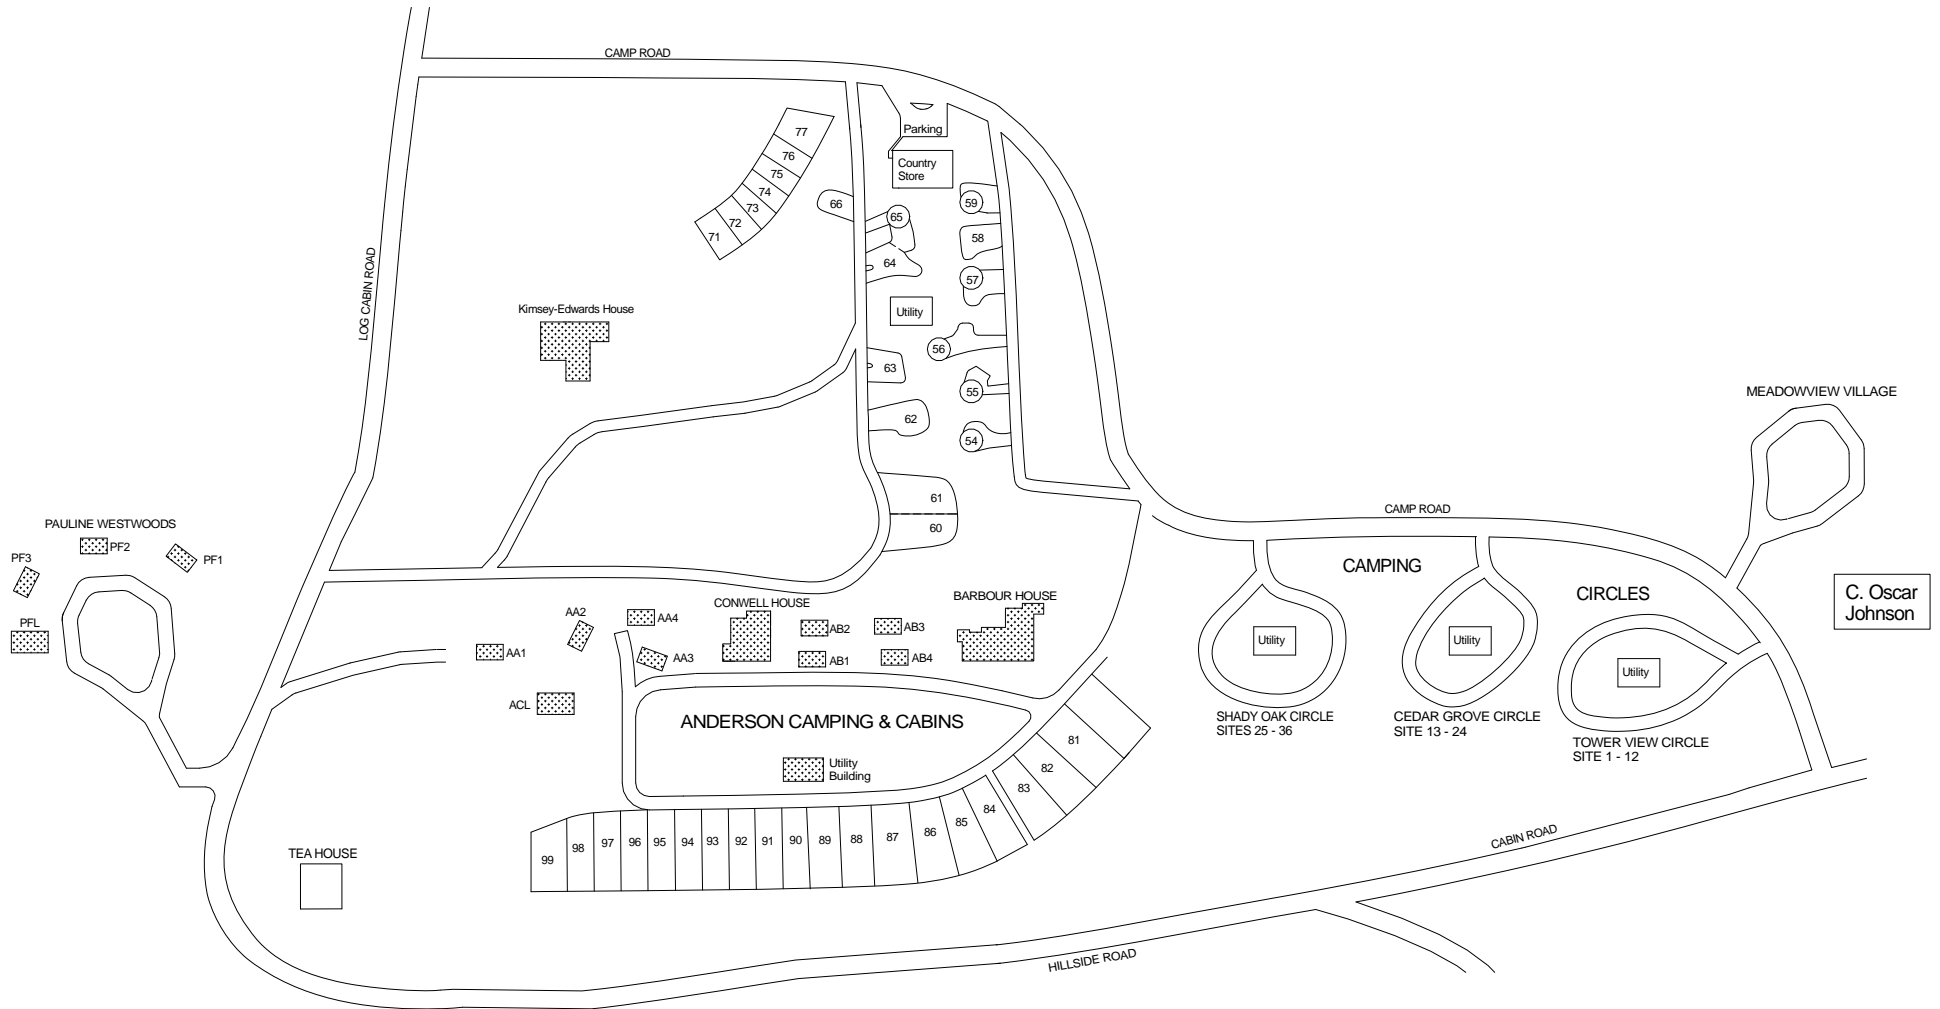 CAMP ROAD
77
76
75
74
73
72
71
Parking
Country
Store
66
65
64
59
58
57
Utility
56
63
55
62
54
61
60
LOG CABIN ROAD
Kimsey-Edwards House
MEADOWVIEW VILLAGE
CAMP ROAD
PAULINE WESTWOODS
PF2
PF1
PF3
PFL
CAMPING
CIRCLES
C. Oscar
Johnson
AA2
AA4
CONWELL HOUSE
BARBOUR HOUSE
AA1
AA3
AB2
AB3
AB1
AB4
ACL
Utility
Utility
Utility
SHADY OAK CIRCLE
SITES 25 - 36
CEDAR GROVE CIRCLE
SITE 13 - 24
TOWER VIEW CIRCLE
SITE 1 - 12
ANDERSON CAMPING & CABINS
Utility
Building
81
82
83
84
85
86
87
88
89
90
91
92
93
94
95
96
97
98
99
TEA HOUSE
CABIN ROAD
HILLSIDE ROAD